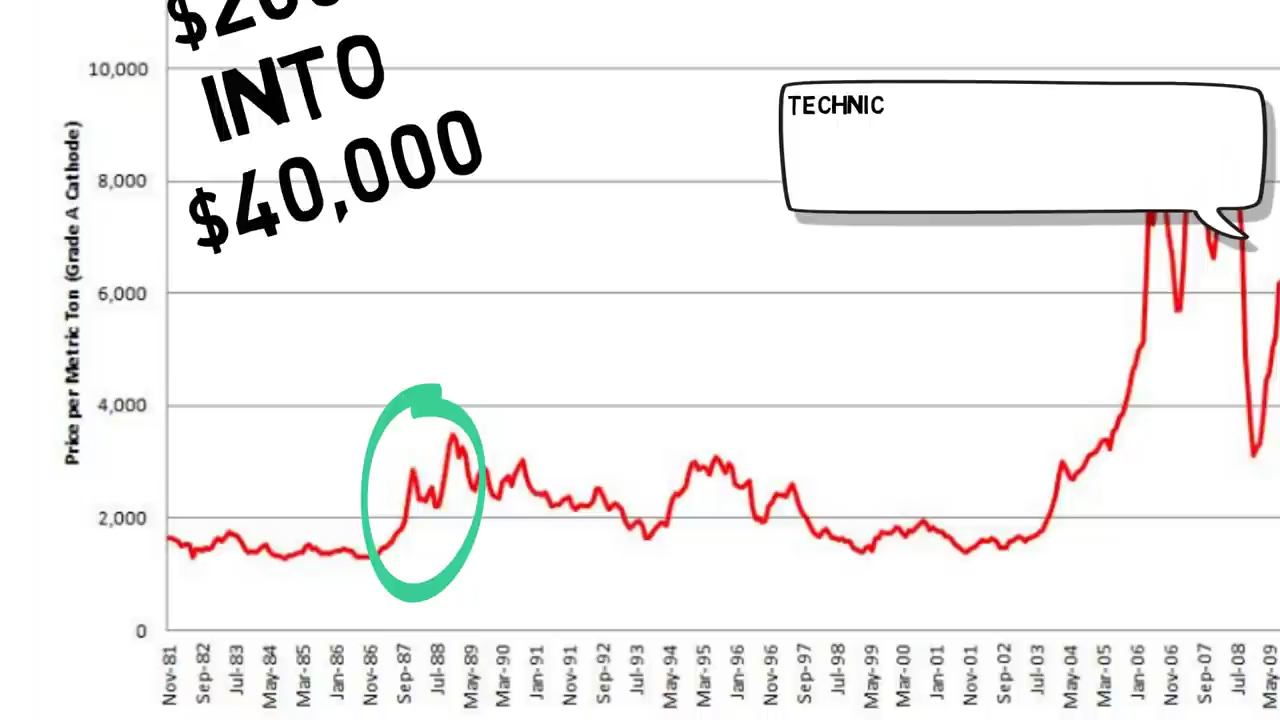 INTO
$40,000
TECHNIC
Price per Metric Ton (Grade A Cathode)
10,000
8,000
6,000
4,000
2,000
0
Nov-81
Sep-82
Jul-83
May-84
Mar-85
Jan-86
Nov-86
Sep-87
Jul-88
May-89
Mar-90
Jan-91
Nov-91
Sep-92
Jul-93
May-94
Mar-95
Jan-96
Nov-96
Sep-97
Jul-98
May-99
Mar-00
Jan-01
Nov-01
Sep-02
Jul-03
May-04
Mar-05
Jan-06
Nov-06
Sep-07
Jul-08
May-09